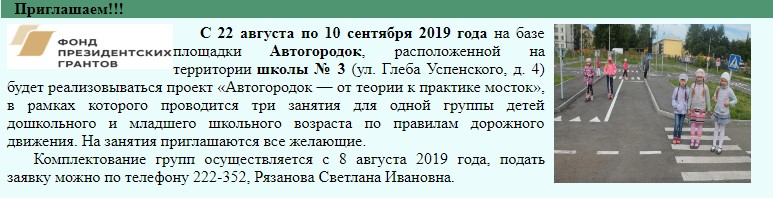 Приглашаем!!!
ФОНД
ПРЕЗИДЕНТСКИХ
ГРАНТОВ
С 22 августа по 10 сентября 2019 года на базе
площадки Автогородок, расположенной на
территории школы № 3 (ул. Глеба Успенского, д. 4)
будет реализовываться проект «Автогородок — от теории к практике мосток»,
в рамках которого проводится три занятия для одной группы детей
дошкольного и младшего школьного возраста по правилам дорожного
движения. На занятия приглашаются все желающие.
Комплектование групп осуществляется с 8 августа 2019 года, подать
заявку можно по телефону 222-352, Рязанова Светлана Ивановна.